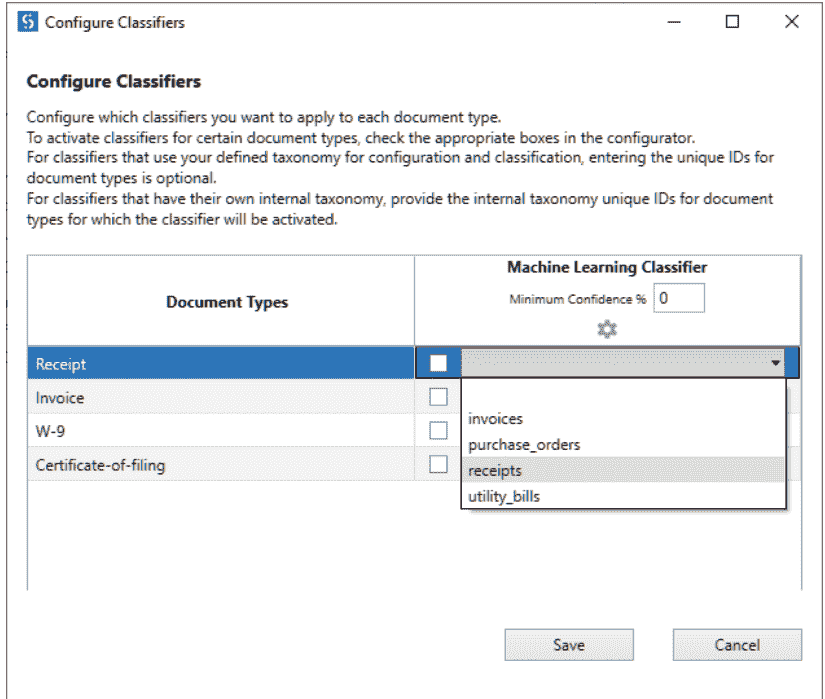 Configure Classifiers
Configure Classifiers
Configure which classifiers you want to apply to each document type.
To activate classifiers for certain document types, check the appropriate boxes in the configurator.
For classifiers that use your defined taxonomy for configuration and classification, entering the unique IDs for
document types is optional.
For classifiers that have their own internal taxonomy, provide the internal taxonomy unique IDs for document
types for which the classifier will be activated.
Document Types
Machine Learning Classifier
Minimum Confidence % 0
Receipt
Invoice
W-9
Certificate-of-filing
invoices
purchase_orders
receipts
utility_bills
Save
Cancel